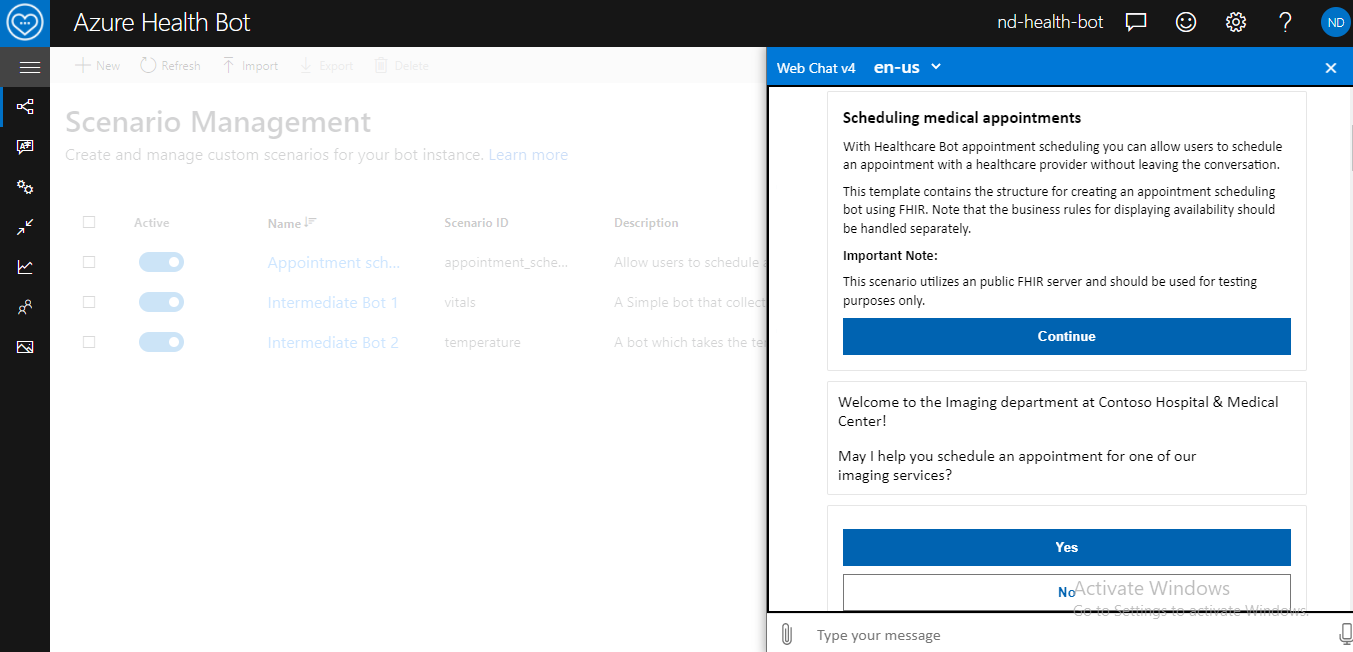 Azure Health Bot
nd-health-bot
?
ND
New
Refresh
Import
Export
Delete
Scenario Management
Create and manage custom scenarios for your bot instance. Learn more
Active
Name
Scenario ID
Description
Appointment sch...
appointment_sche...
Allow users to schedule
Intermediate Bot 1
vitals
A Simple bot that collect
Intermediate Bot 2
temperature
A bot which takes the te
Web Chat v4
en-us
Scheduling medical appointments
With Healthcare Bot appointment scheduling you can allow users to schedule
an appointment with a healthcare provider without leaving the conversation.
This template contains the structure for creating an appointment scheduling
bot using FHIR. Note that the business rules for displaying availability should
be handled separately.
Important Note:
This scenario utilizes an public FHIR server and should be used for testing
purposes only.
Continue
Welcome to the Imaging department at Contoso Hospital & Medical
Center!
May I help you schedule an appointment for one of our
imaging services?
Yes
No
Activate Windows
Go to Settings to activate Windows.
Type your message